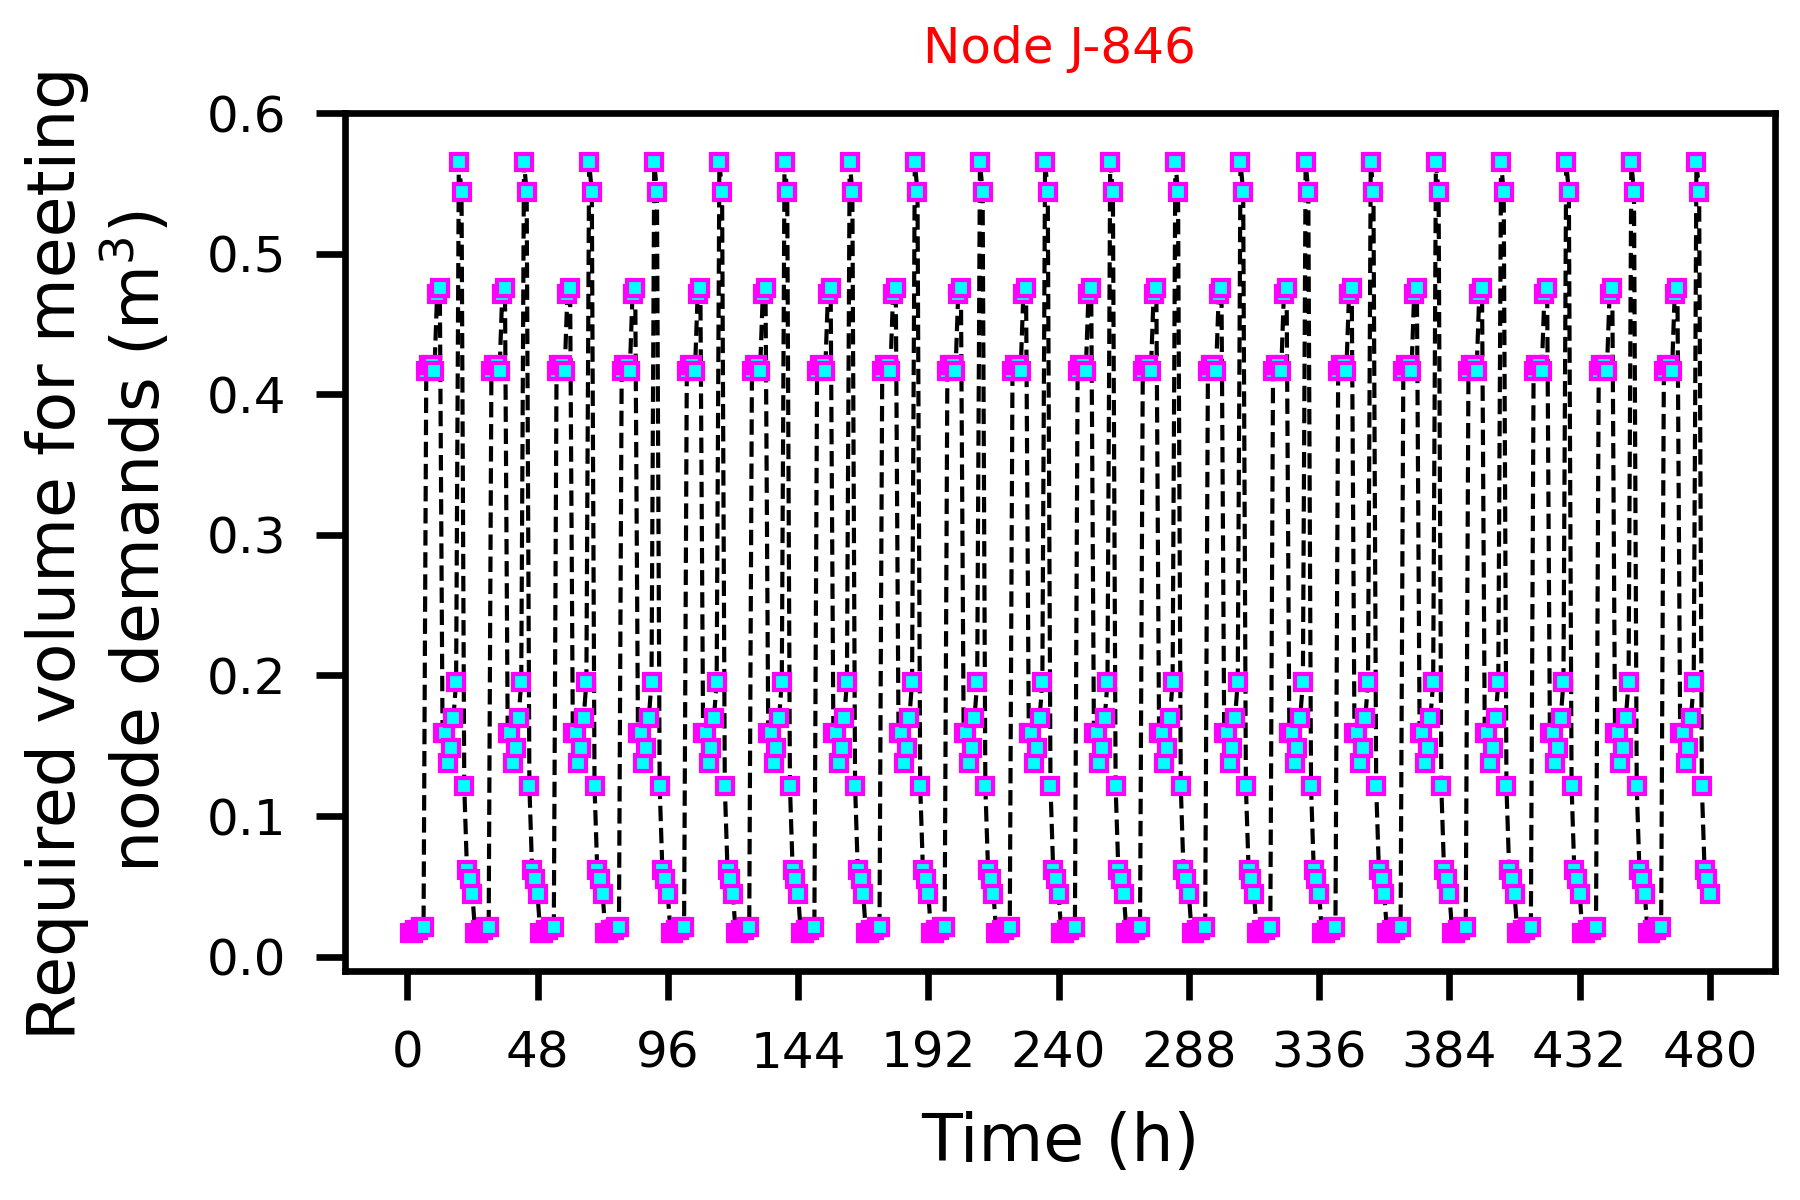 Node J-846
Required volume for meeting
node demands (m³)
0.6
0.5
0.4
0.3
0.2
0.1
0.0
0 48 96 144 192 240 288 336 384 432 480
Time (h)